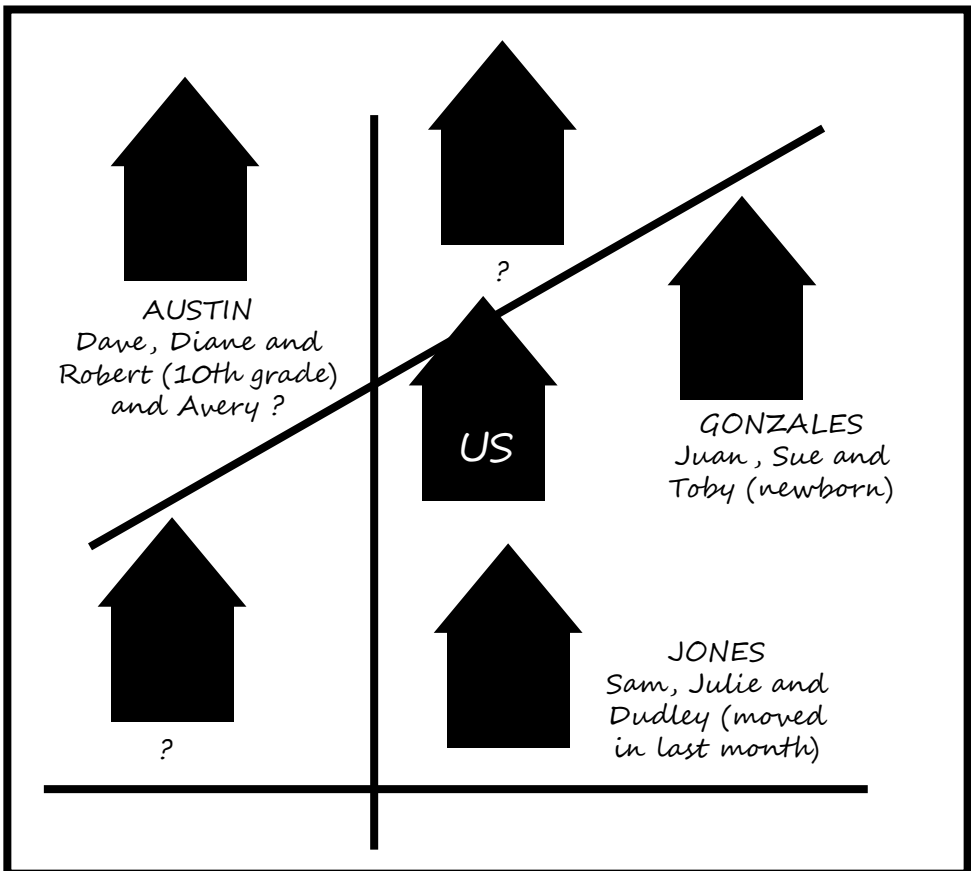 ?
AUSTIN
Dave, Diane and
Robert (10th grade)
and Avery ?
US
GONZALES
Juan, Sue and
Toby (newborn)
?
JONES
Sam, Julie and
Dudley (moved
in last month)